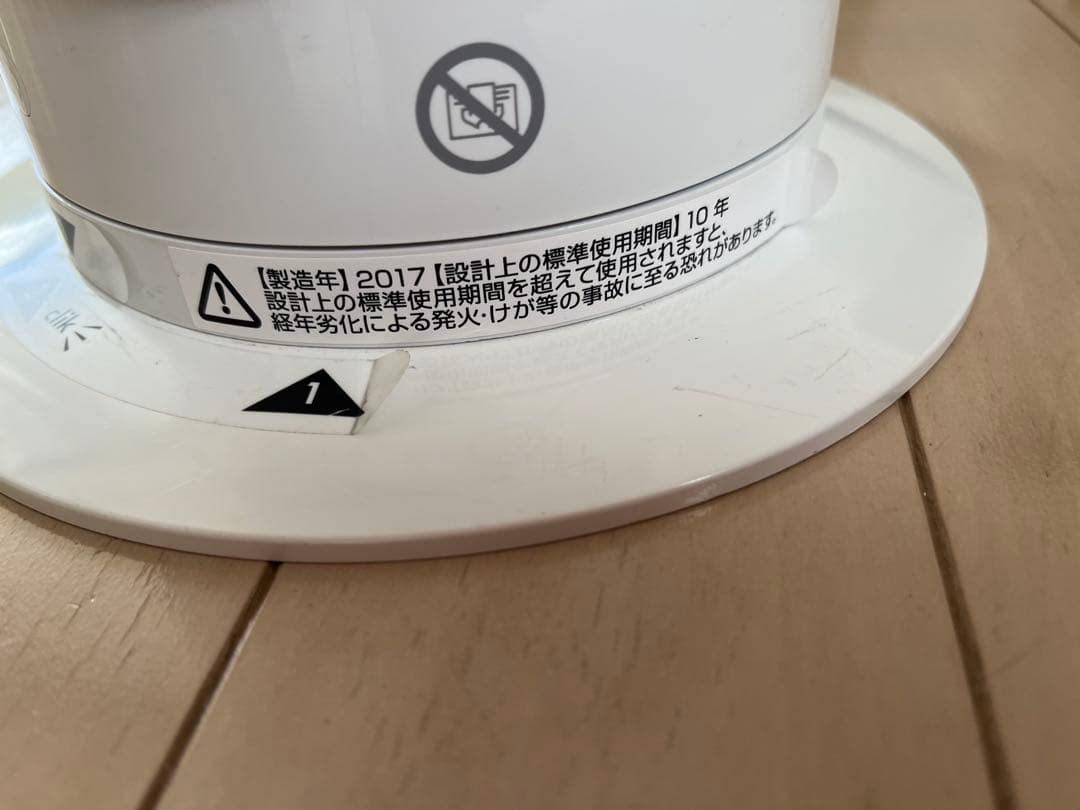 【製造年】2017【設計上の標準使用期間】10年
設計上の標準使用期間を超えて使用されますと、
経年劣化による発火・けが等の事故に至る恐れがあります。
1